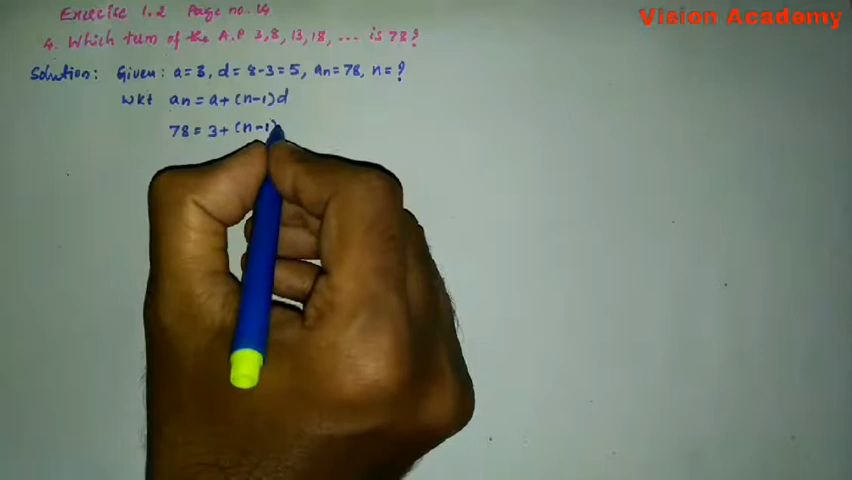 Vision Academy
Exercise 1.2 Page no. 14
4. Which term of the A.P 3, 8, 13, 18, ... is 78?
Solution: Given: a = 3, d = 8-3 = 5, an = 78, n = ?
WKT an = a + (n-1)d
78 = 3 + (n-1)